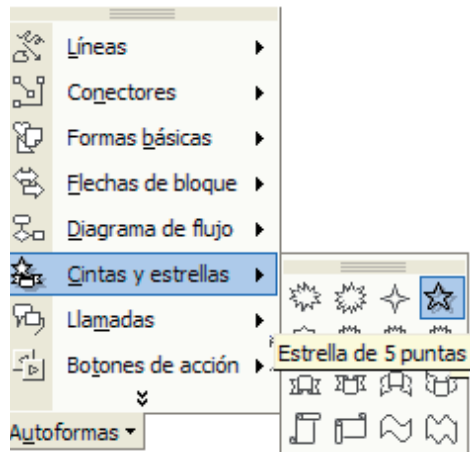 Líneas
Conectores
Formas básicas
Flechas de bloque
Diagrama de flujo
Cintas y estrellas
Llamadas
Estrella de 5 puntas
Botones de acción
Autoformas